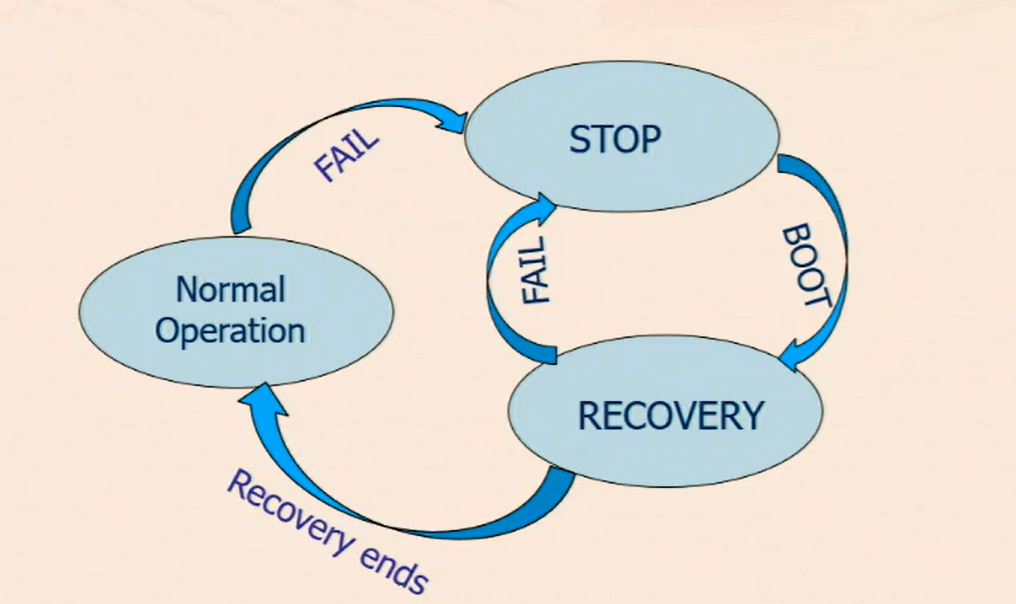 FAIL
STOP
BOOT
FAIL
Normal
Operation
RECOVERY
Recovery ends